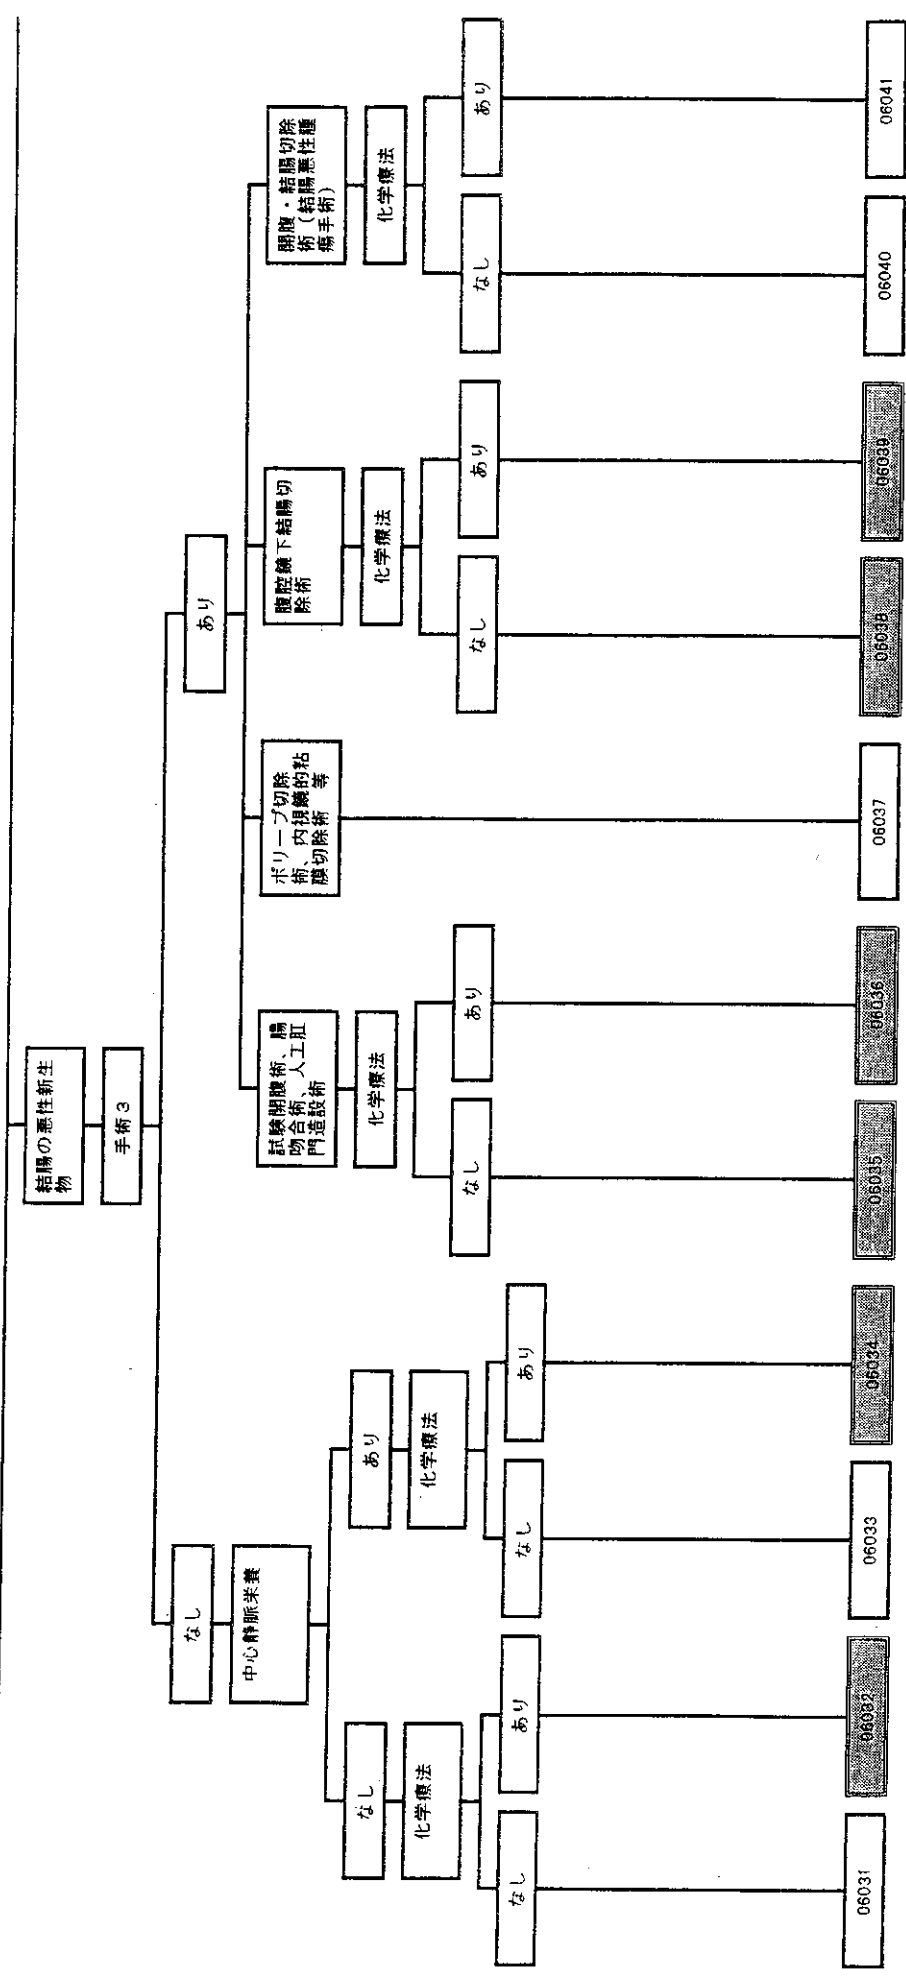 結腸の悪性新生
物
手術3
なし
あり
中心静脈栄養
試験開腹術、腸
吻合術、人工肛
門造設術
ポリープ切除
術、内視鏡的粘
膜切除術 等
腹腔鏡下結腸切
除術
開腹・結腸切除
術(結腸悪性腫
瘍手術)
なし
あり
化学療法
化学療法
化学療法
化学療法
化学療法
なし
あり
なし
あり
なし
あり
なし
あり
なし
あり
06031
06032
06033
06034
06035
06036
06037
06038
06039
06040
06041